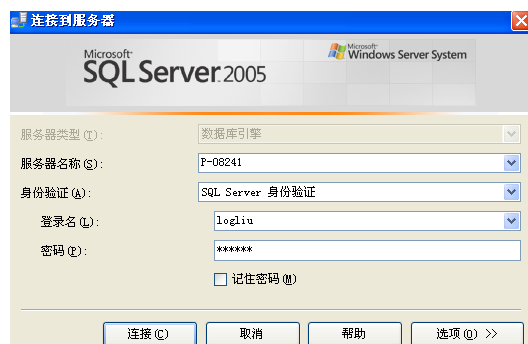 连接到服务器
Microsoft
SQL Server 2005
Microsoft
Windows Server System
服务器类型(T): 数据库引擎
服务器名称(S): P-08241
身份验证(A): SQL Server 身份验证
登录名(L): logliu
密码(P): ******
记住密码(M)
连接(C) 取消 帮助 选项(O) >>